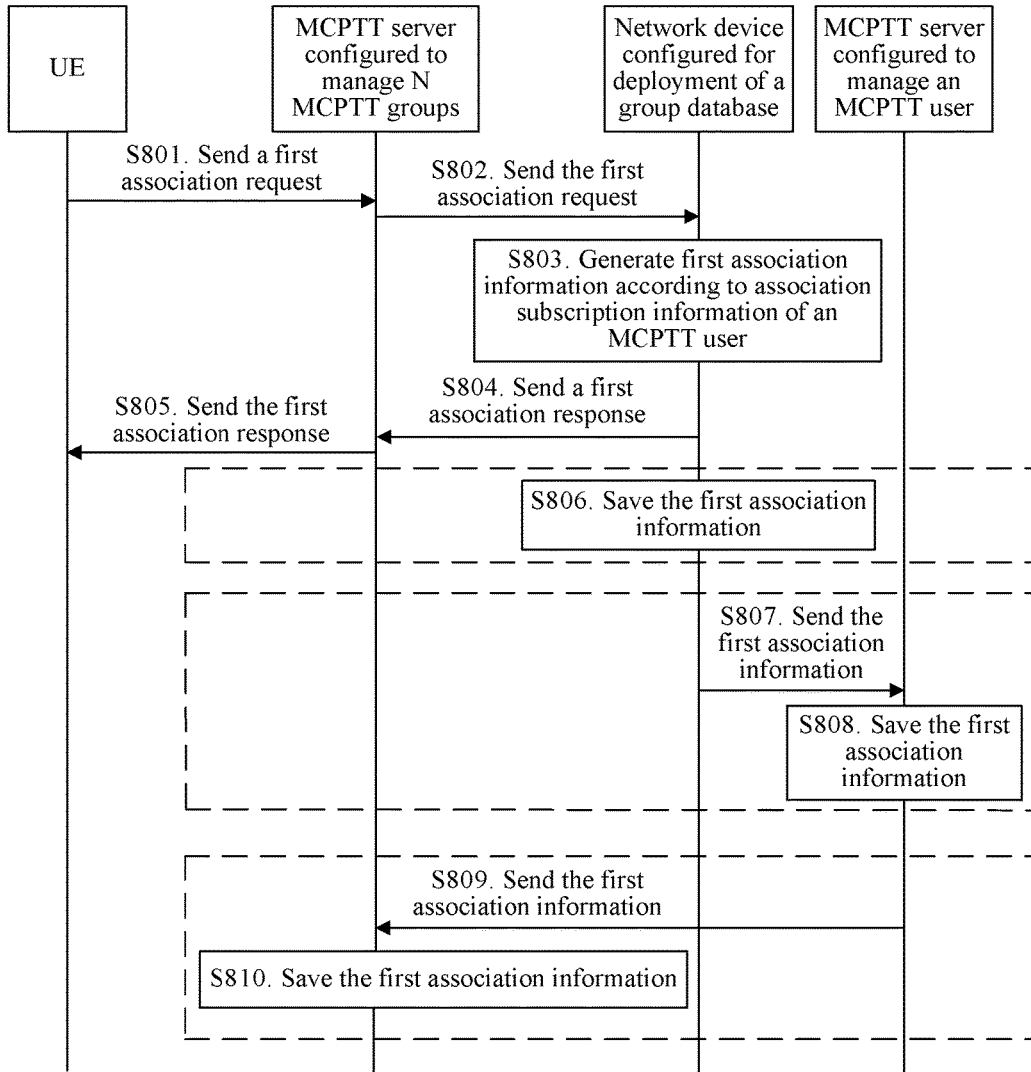 UE
MCPTT server
configured to
manage N
MCPTT groups
Network device
configured for
deployment of a
group database
MCPTT server
configured to
manage an
MCPTT user
S801. Send a first
association request
S802. Send the first
association request
S803. Generate first association
information according to association
subscription information of an
MCPTT user
S804. Send a first
association response
S805. Send the first
association response
S806. Save the first association
information
S807. Send the
first association
information
S808. Save the first
association
information
S809. Send the first
association information
S810. Save the first association information